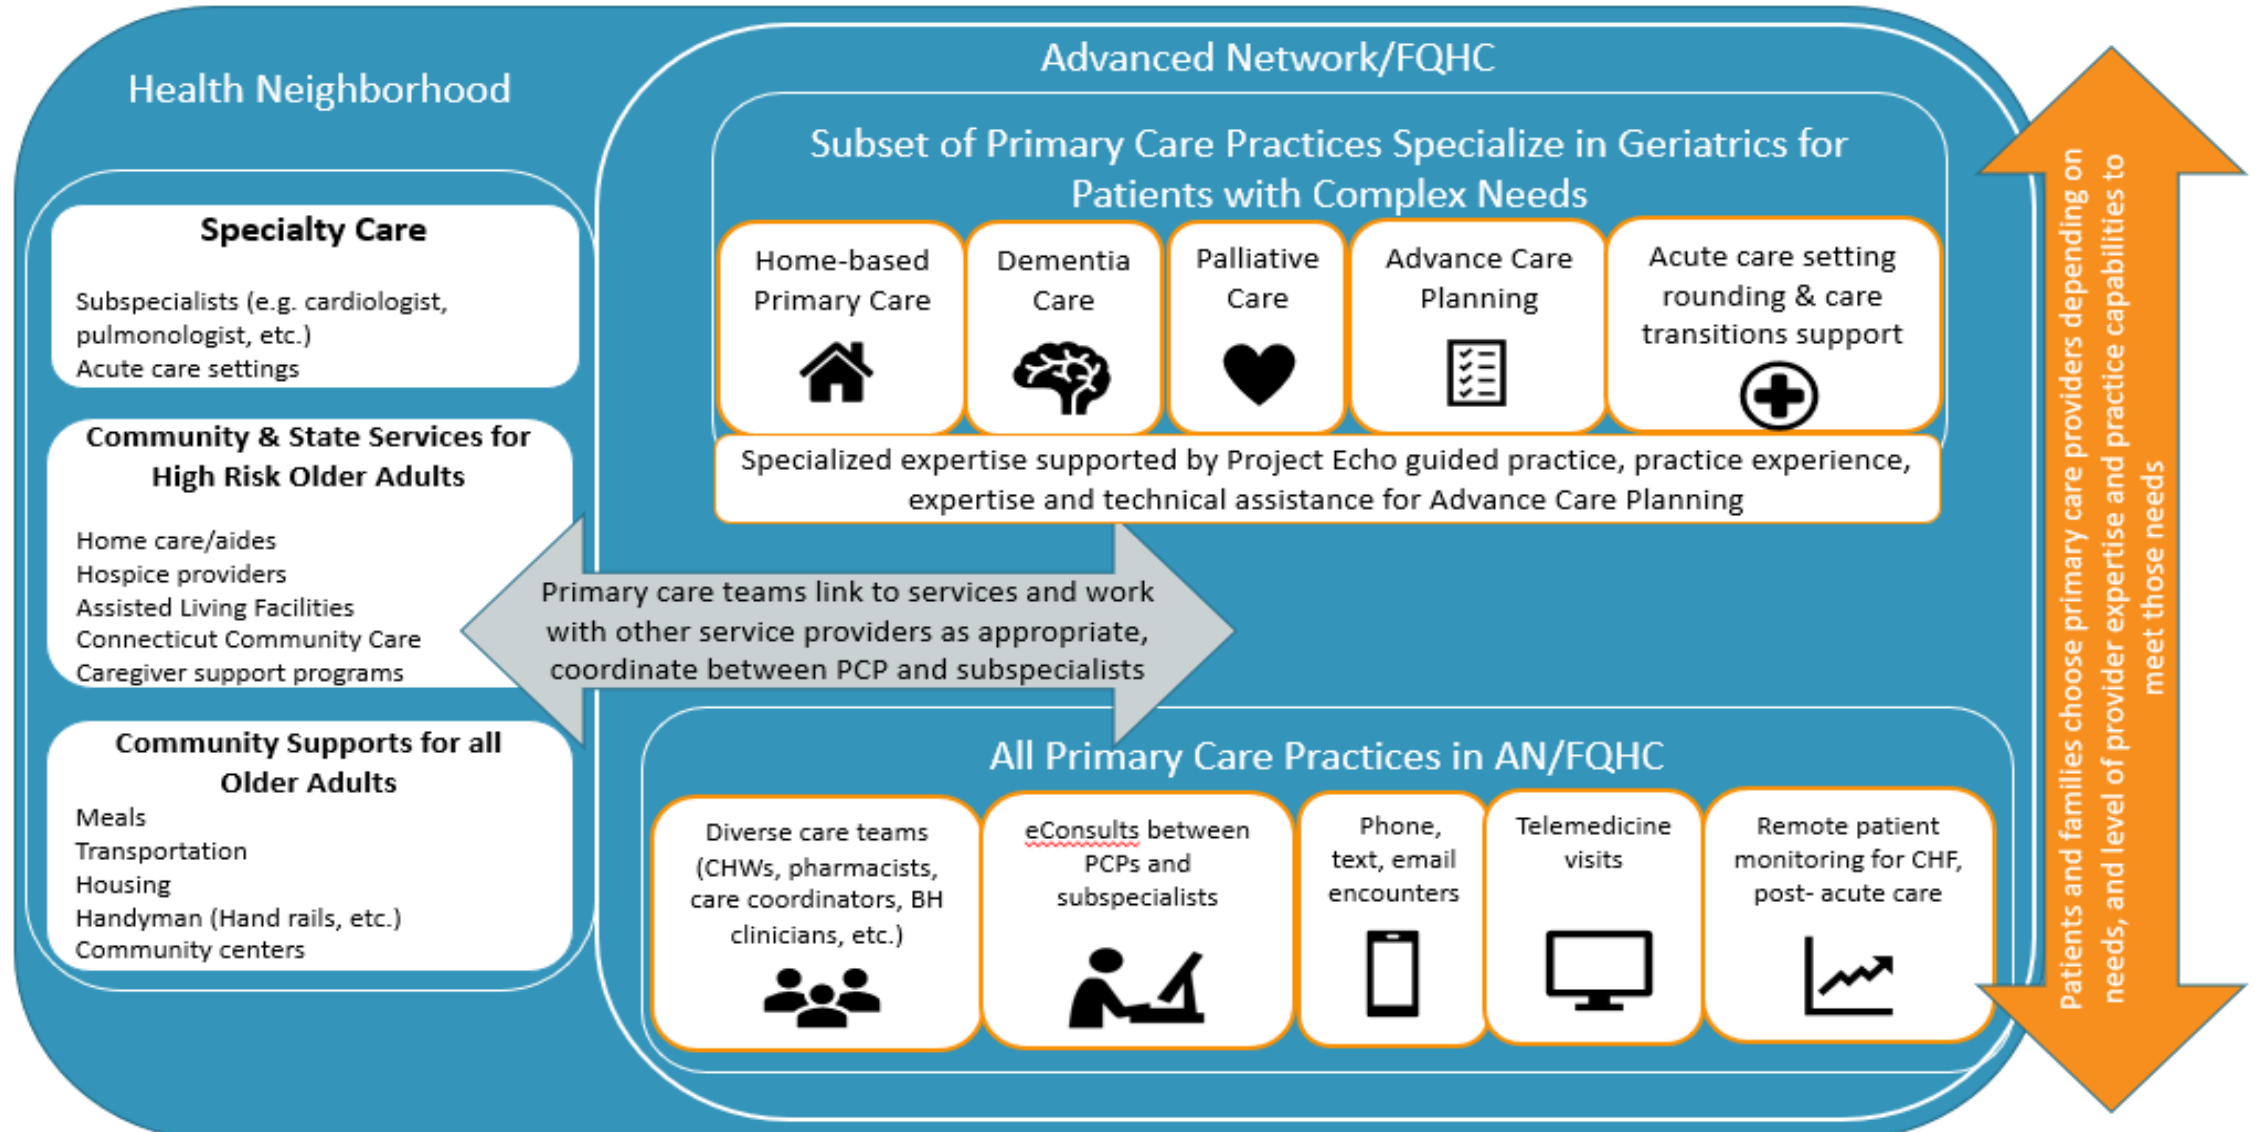 Health Neighborhood
Specialty Care
Subspecialists (e.g. cardiologist,
pulmonologist, etc.)
Acute care settings
Community & State Services for
High Risk Older Adults
Home care/aides
Hospice providers
Assisted Living Facilities
Connecticut Community Care
Caregiver support programs
Community Supports for all
Older Adults
Meals
Transportation
Housing
Handyman (Hand rails, etc.)
Community centers
Primary care teams link to services and work
with other service providers as appropriate,
coordinate between PCP and subspecialists
Advanced Network/FQHC
Subset of Primary Care Practices Specialize in Geriatrics for
Patients with Complex Needs
Home-based
Primary Care
Dementia
Care
Palliative
Care
Advance Care
Planning
Acute care setting
rounding & care
transitions support
Specialized expertise supported by Project Echo guided practice, practice experience,
expertise and technical assistance for Advance Care Planning
All Primary Care Practices in AN/FQHC
Diverse care teams
(CHWs, pharmacists,
care coordinators, BH
clinicians, etc.)
eConsults between
PCPs and
subspecialists
Phone,
text, email
encounters
Telemedicine
visits
Remote patient
monitoring for CHF,
post- acute care
Patients and families choose primary care providers depending on
needs, and level of provider expertise and practice capabilities to
meet those needs